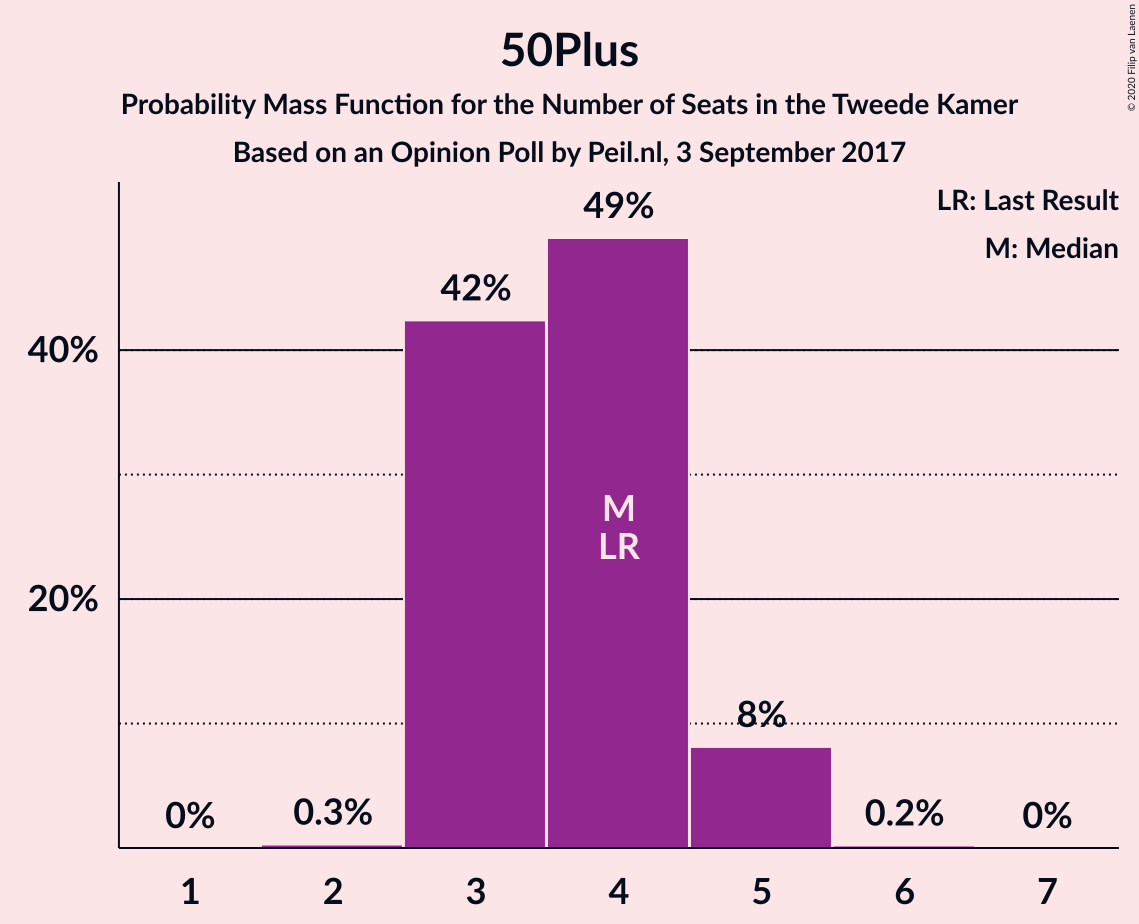 50Plus
Probability Mass Function for the Number of Seats in the Tweede Kamer
Based on an Opinion Poll by Peil.nl, 3 September 2017
© 2020 Filip van Laenen
LR: Last Result
M: Median
49%
42%
40%
M
LR
20%
8%
0%
0.3%
0.2%
0%
1
2
3
4
5
6
7